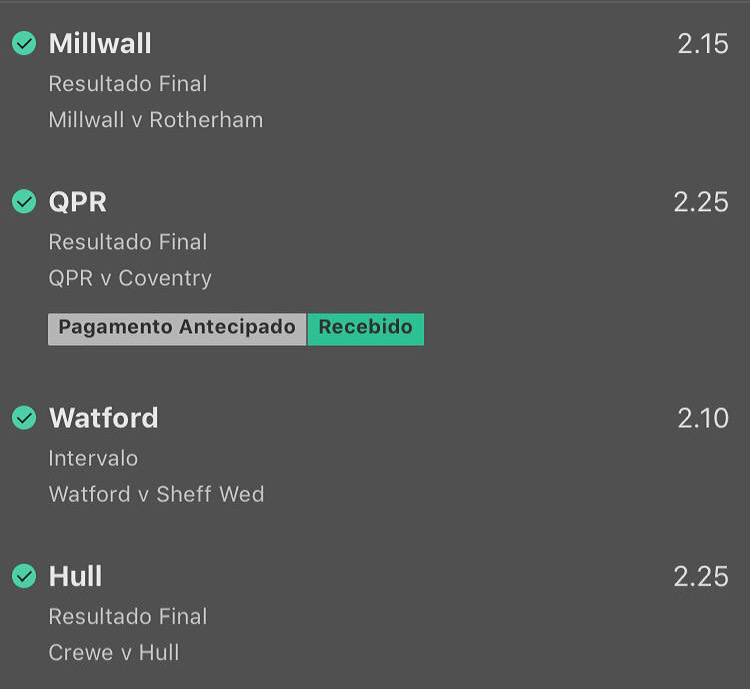 Millwall 2.15
Resultado Final
Millwall v Rotherham
QPR 2.25
Resultado Final
QPR v Coventry
Pagamento Antecipado Recebido
Watford 2.10
Intervalo
Watford v Sheff Wed
Hull 2.25
Resultado Final
Crewe v Hull